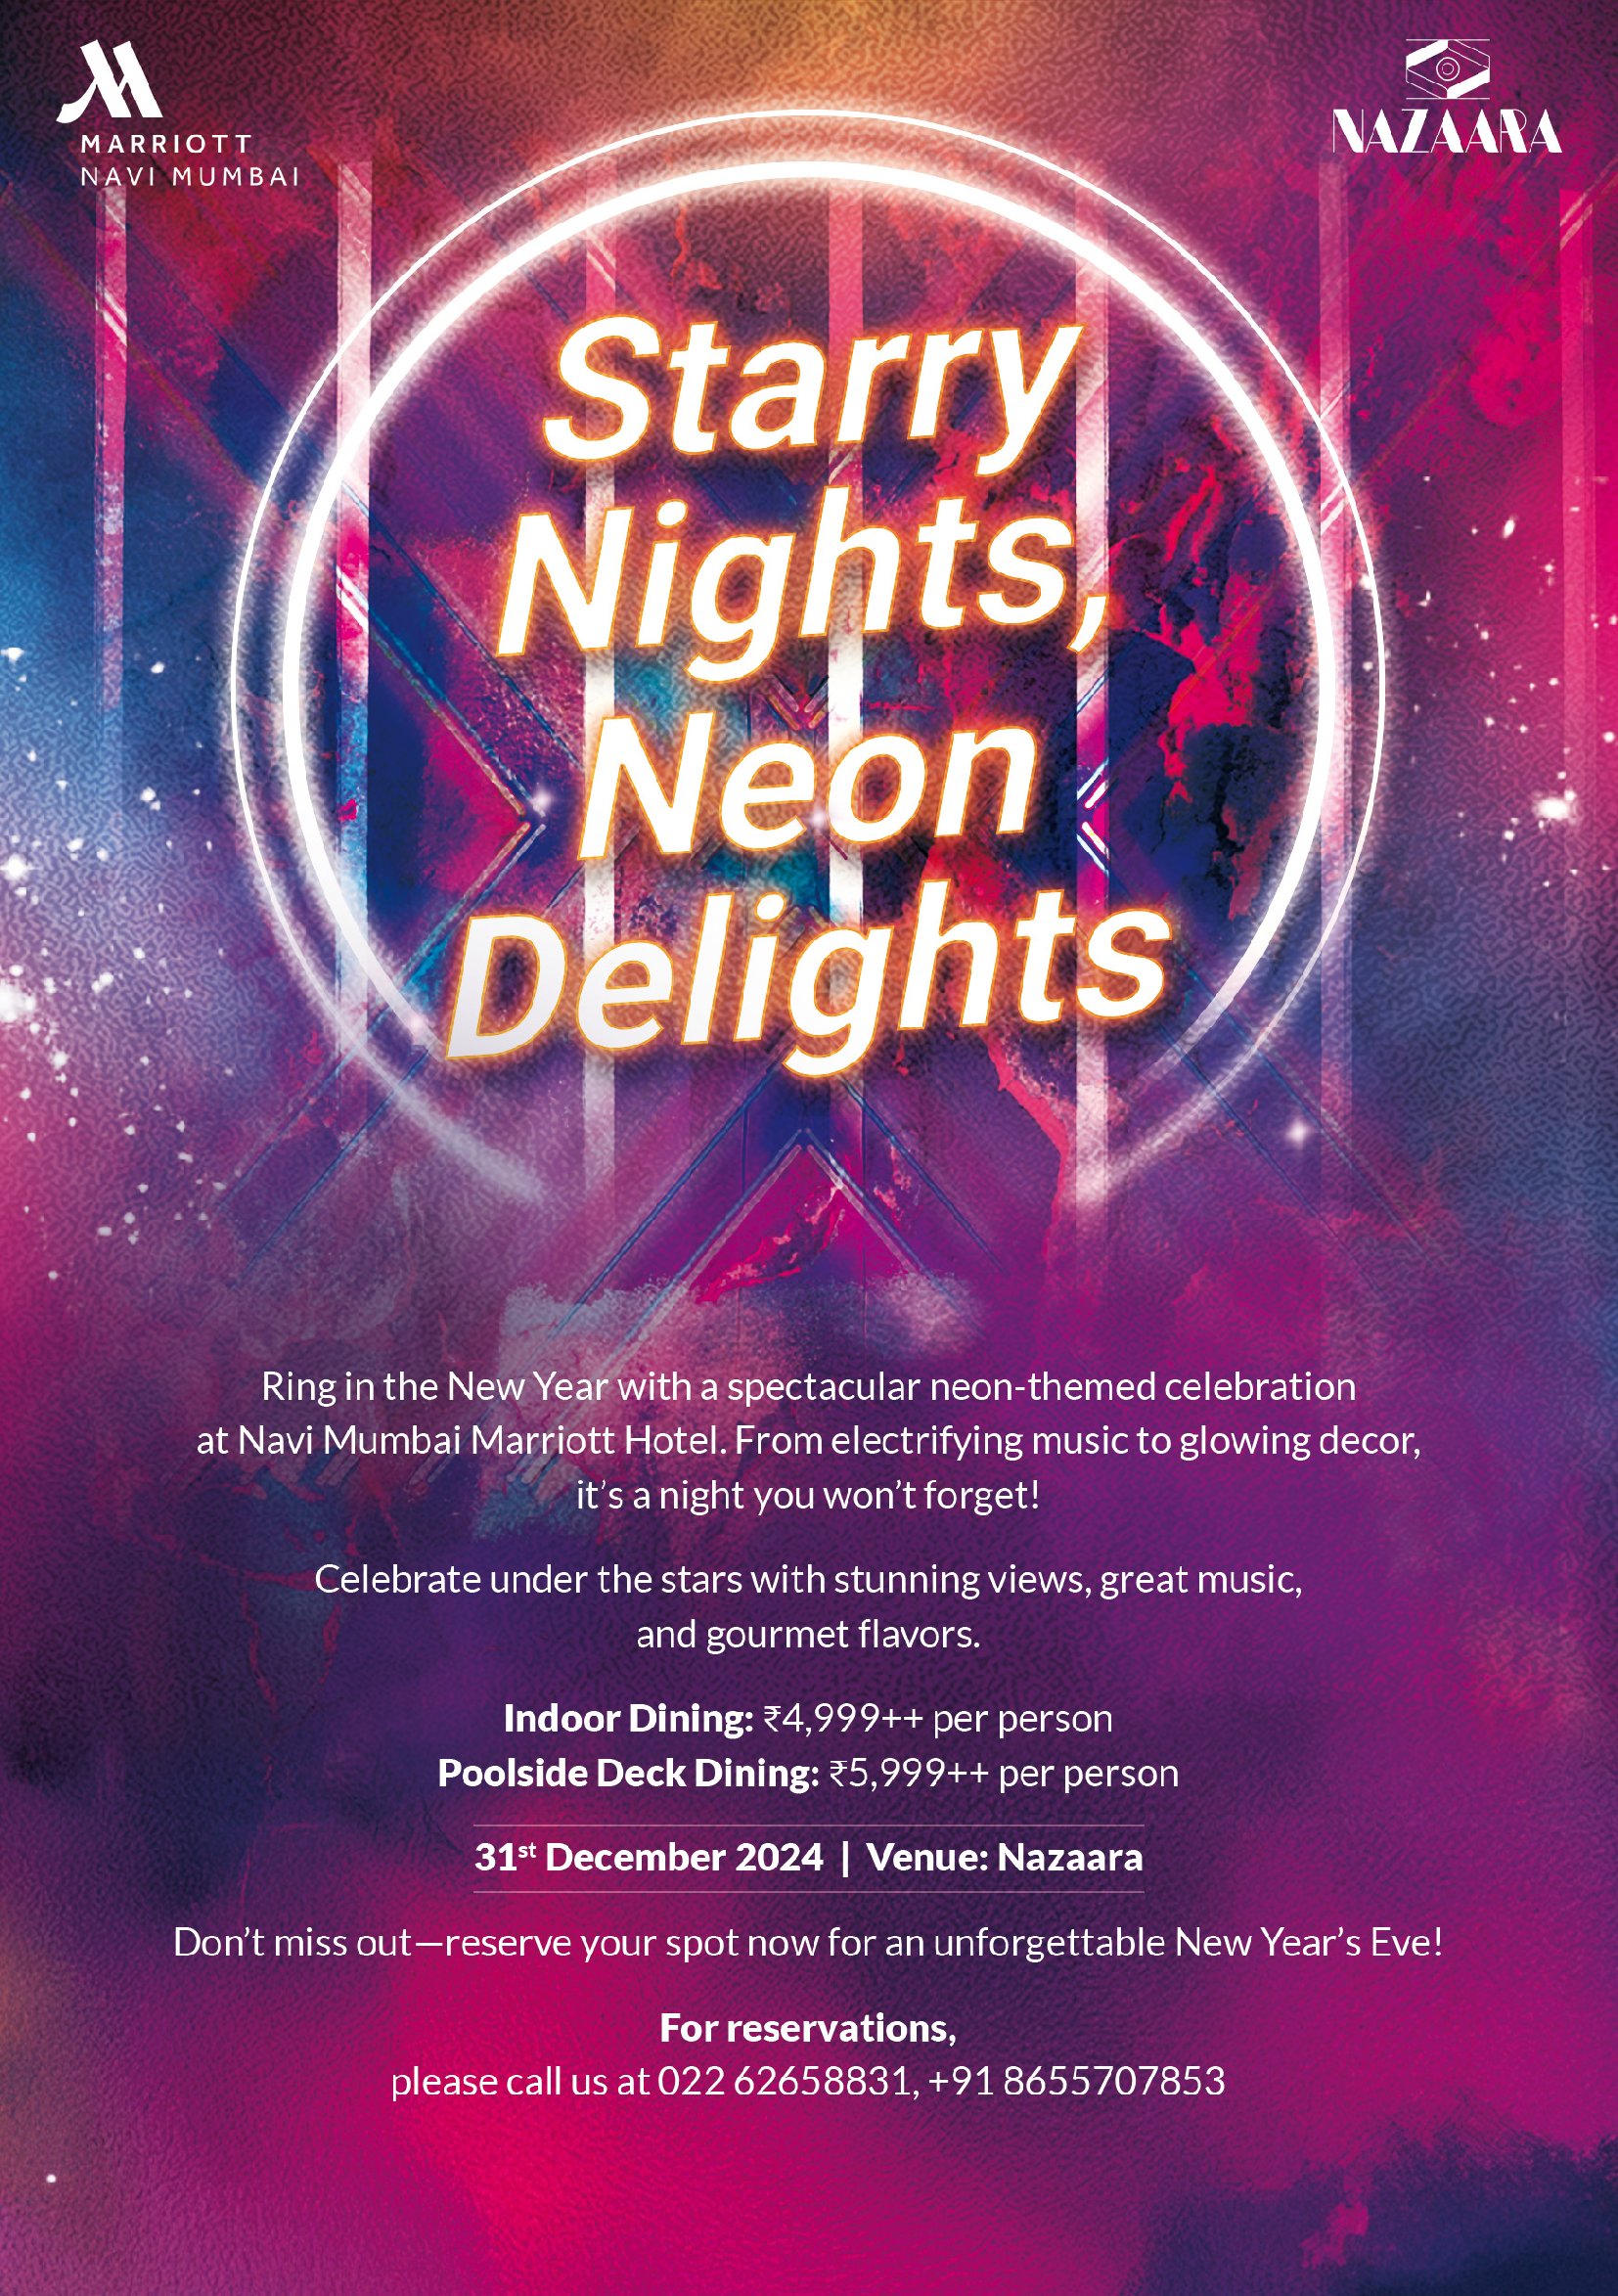 MARRIOTT
NAVI MUMBAI
NAZAARA
Starry
Nights,
Neon
Delights
Ring in the New Year with a spectacular neon-themed celebration
at Navi Mumbai Marriott Hotel. From electrifying music to glowing decor,
it’s a night you won’t forget!
Celebrate under the stars with stunning views, great music,
and gourmet flavors.
Indoor Dining: ₹4,999++ per person
Poolside Deck Dining: ₹5,999++ per person
31st December 2024 | Venue: Nazaara
Don’t miss out—reserve your spot now for an unforgettable New Year’s Eve!
For reservations,
please call us at 022 62658831, +91 8655707853